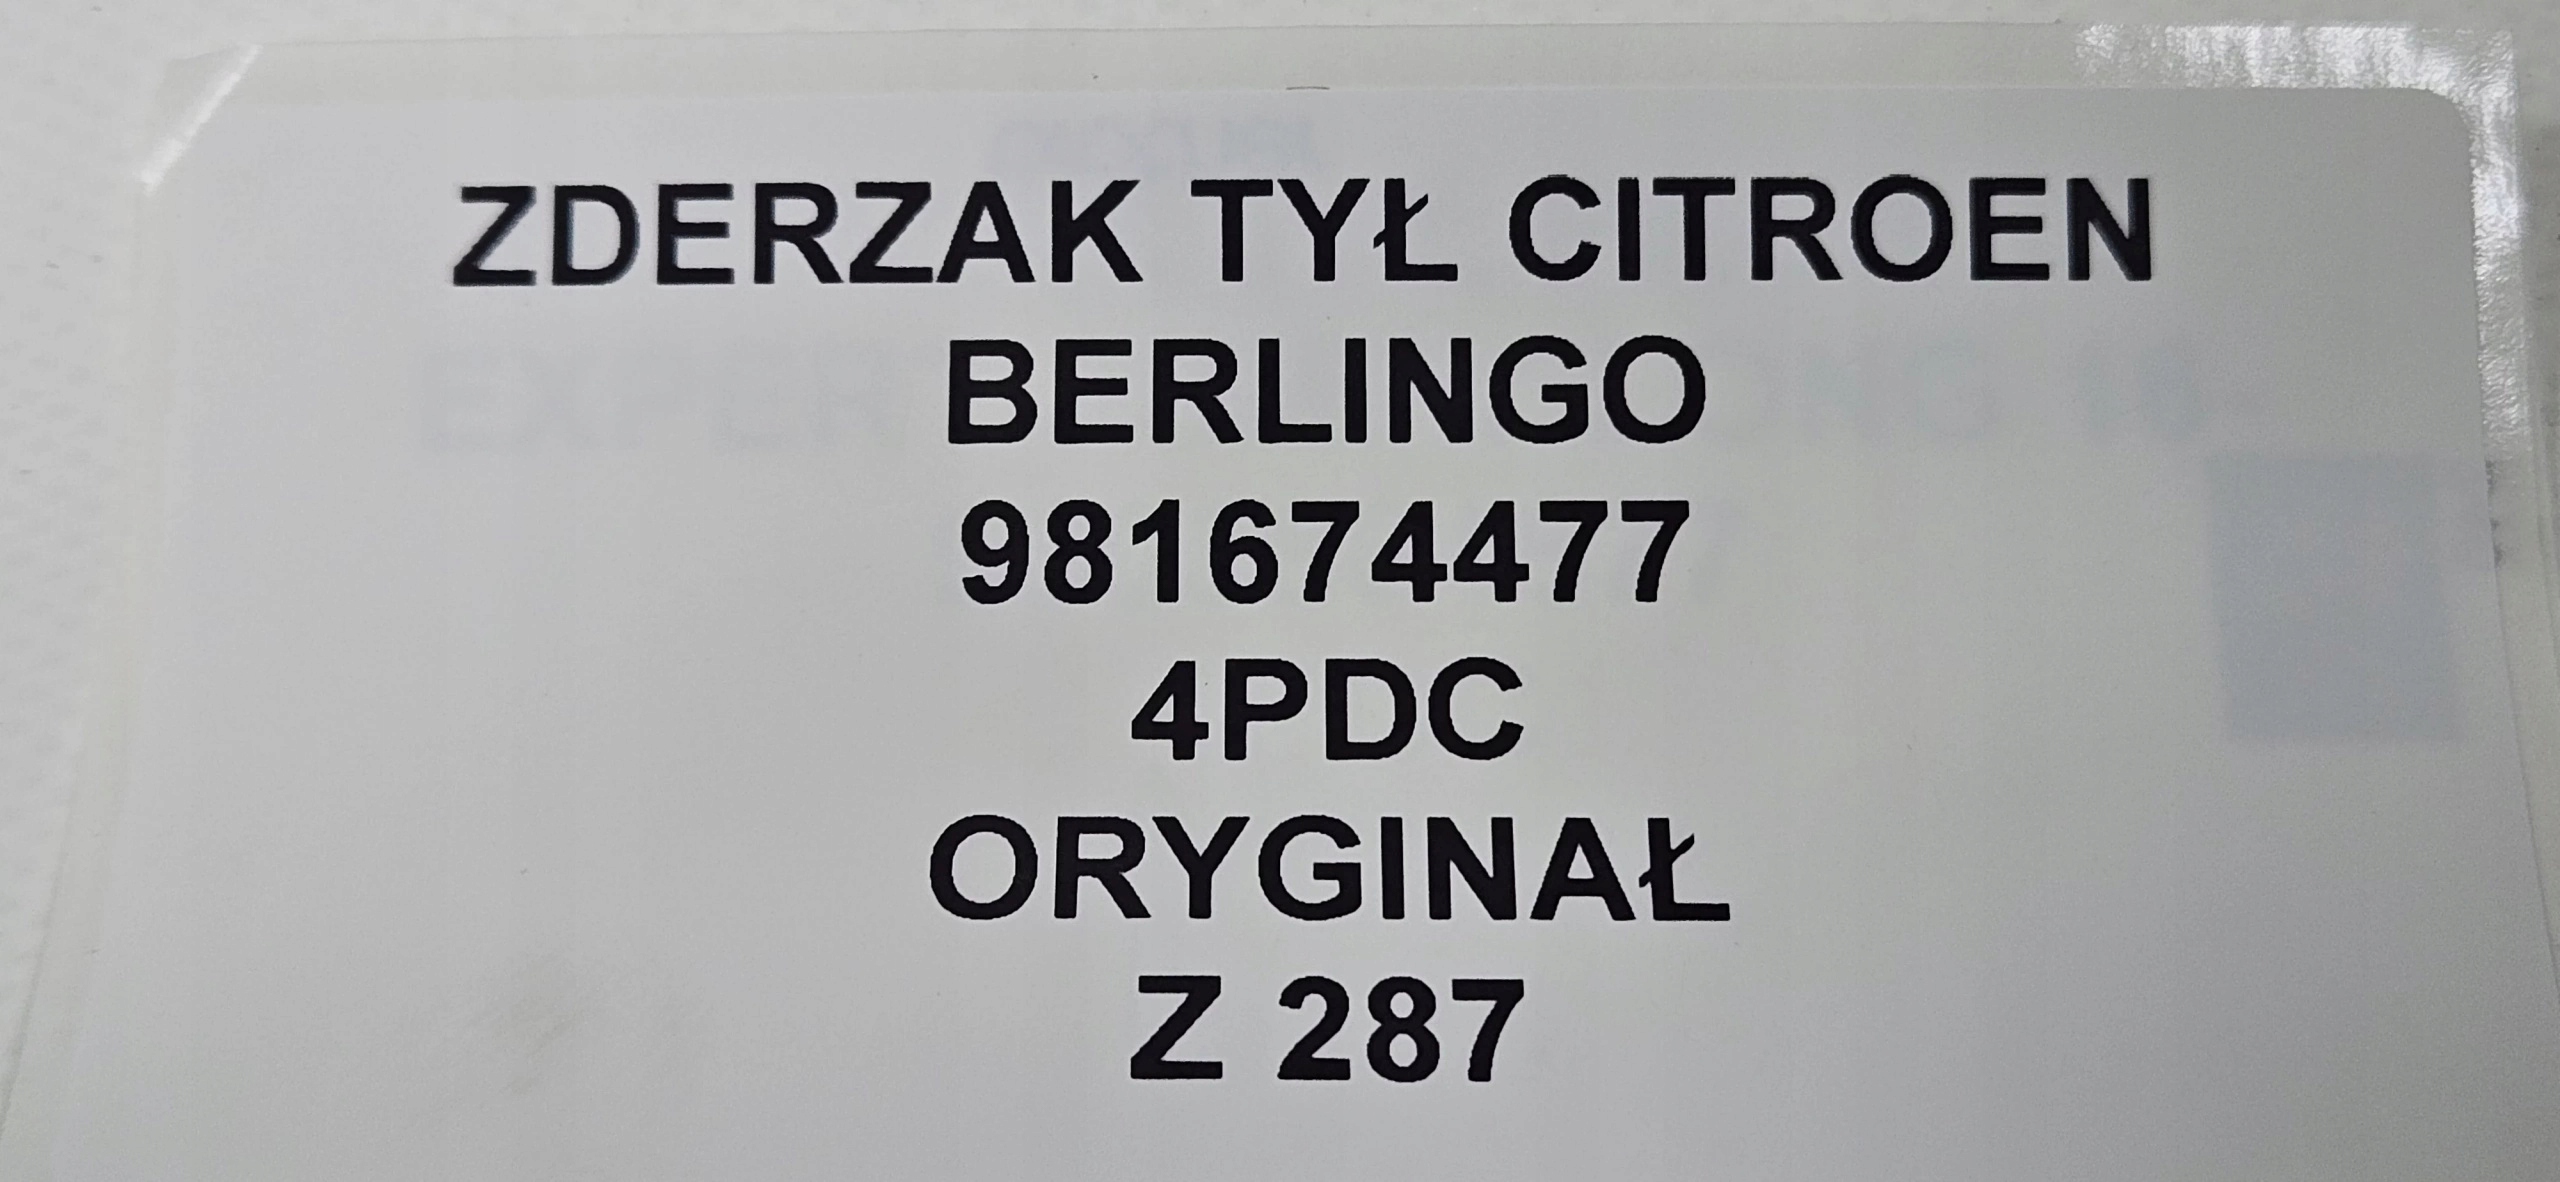 ZDERZAK TYŁ CITROEN
BERLINGO
981674477
4PDC
ORYGINAŁ
Z 287